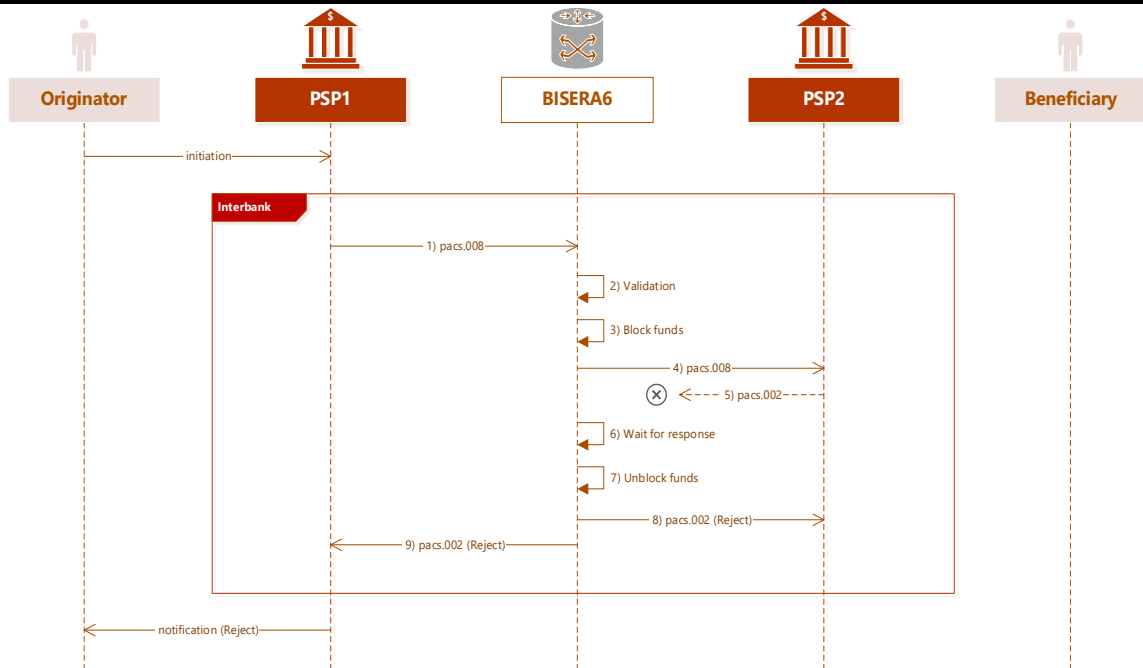 $
$
Originator
PSP1
BISERA6
PSP2
Beneficiary
initiation
Interbank
1) pacs.008
2) Validation
3) Block funds
4) pacs.008
5) pacs.002
6) Wait for response
7) Unblock funds
8) pacs.002 (Reject)
9) pacs.002 (Reject)
notification (Reject)